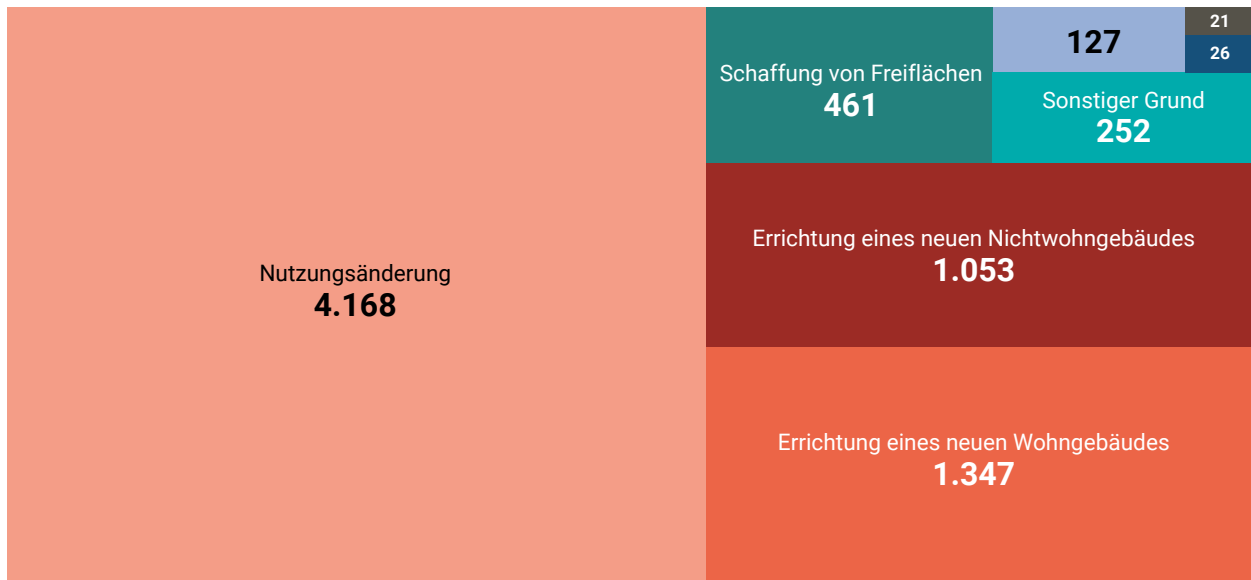 Nutzungsänderung
4.168
Schaffung von Freiflächen
461
127
21
26
Sonstiger Grund
252
Errichtung eines neuen Nichtwohngebäudes
1.053
Errichtung eines neuen Wohngebäudes
1.347